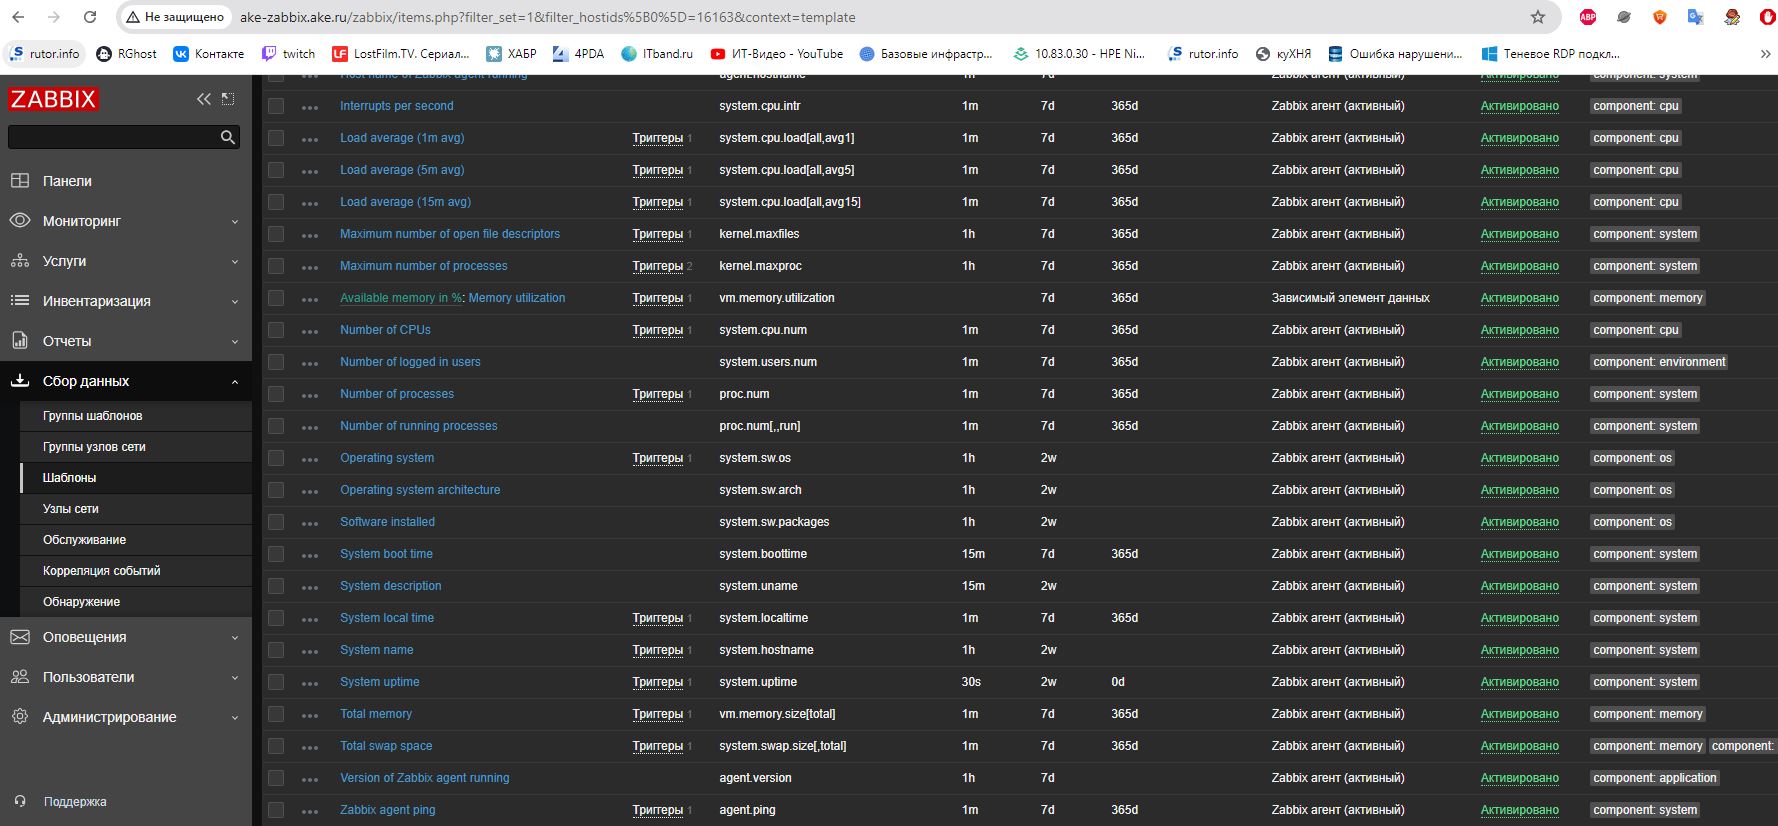 Не защищено ake-zabbix.ake.ru/zabbix/items.php?filter_set=1&filter_hostids%5B0%5D=16163&context=template ABP
S rutor.info RGhost Контакте twitch LF LostFilm.TV. Сериал... ХАБР 4PDA ITband.ru ИТ-Видео - YouTube Базовые инфрастр... 10.83.0.30 - HPE Ni... S rutor.info куХНЯ Ошибка нарушени... Теневое RDP подкл... »
ZABBIX
Панели
Мониторинг
Услуги
Инвентаризация
Отчеты
Сбор данных
Группы шаблонов
Группы узлов сети
Шаблоны
Узлы сети
Обслуживание
Корреляция событий
Обнаружение
Оповещения
Пользователи
Администрирование
Поддержка
Host name of Zabbix agent running agent.hostname 1h 7d Zabbix агент (активный) Активировано component: system
Interrupts per second system.cpu.intr 1m 7d 365d Zabbix агент (активный) Активировано component: cpu
Load average (1m avg) Триггеры 1 system.cpu.load[all,avg1] 1m 7d 365d Zabbix агент (активный) Активировано component: cpu
Load average (5m avg) Триггеры 1 system.cpu.load[all,avg5] 1m 7d 365d Zabbix агент (активный) Активировано component: cpu
Load average (15m avg) Триггеры 1 system.cpu.load[all,avg15] 1m 7d 365d Zabbix агент (активный) Активировано component: cpu
Maximum number of open file descriptors Триггеры 1 kernel.maxfiles 1h 7d 365d Zabbix агент (активный) Активировано component: system
Maximum number of processes Триггеры 2 kernel.maxproc 1h 7d 365d Zabbix агент (активный) Активировано component: system
Available memory in %: Memory utilization Триггеры 1 vm.memory.utilization 7d 365d Зависимый элемент данных Активировано component: memory
Number of CPUs Триггеры 1 system.cpu.num 1m 7d 365d Zabbix агент (активный) Активировано component: cpu
Number of logged in users system.users.num 1m 7d 365d Zabbix агент (активный) Активировано component: environment
Number of processes Триггеры 1 proc.num 1m 7d 365d Zabbix агент (активный) Активировано component: system
Number of running processes proc.num[,,run] 1m 7d 365d Zabbix агент (активный) Активировано component: system
Operating system Триггеры 1 system.sw.os 1h 2w Zabbix агент (активный) Активировано component: os
Operating system architecture system.sw.arch 1h 2w Zabbix агент (активный) Активировано component: os
Software installed system.sw.packages 1h 2w Zabbix агент (активный) Активировано component: os
System boot time system.boottime 15m 7d 365d Zabbix агент (активный) Активировано component: system
System description system.uname 15m 2w Zabbix агент (активный) Активировано component: system
System local time Триггеры 1 system.localtime 1m 7d 365d Zabbix агент (активный) Активировано component: system
System name Триггеры 1 system.hostname 1h 2w Zabbix агент (активный) Активировано component: system
System uptime Триггеры 1 system.uptime 30s 2w 0d Zabbix агент (активный) Активировано component: system
Total memory Триггеры 1 vm.memory.size[total] 1m 7d 365d Zabbix агент (активный) Активировано component: memory
Total swap space Триггеры 1 system.swap.size[,total] 1m 7d 365d Zabbix агент (активный) Активировано component: memory component:
Version of Zabbix agent running agent.version 1h 7d Zabbix агент (активный) Активировано component: application
Zabbix agent ping Триггеры 1 agent.ping 1m 7d 365d Zabbix агент (активный) Активировано component: system